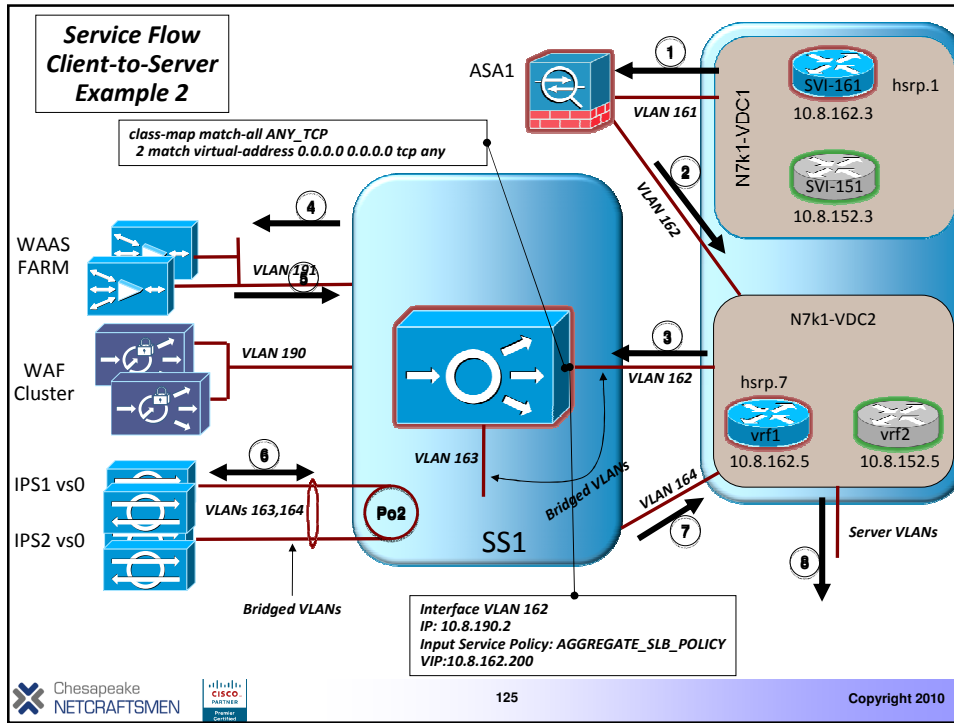 Service Flow
Client-to-Server
Example 2
ASA1
1
VLAN 161
SVI-161
hsrp.1
10.8.162.3
N7k1-VDC1
SVI-151
10.8.152.3
class-map match-all ANY_TCP
2 match virtual-address 0.0.0.0 0.0.0.0 tcp any
2
VLAN 162
4
WAAS
FARM
VLAN 191
5
N7k1-VDC2
3
VLAN 162
WAF
Cluster
VLAN 190
hsrp.7
vrf1
vrf2
10.8.162.5
10.8.152.5
VLAN 163
Bridged VLANs
VLAN 164
6
IPS1 vs0
VLANs 163,164
Po2
IPS2 vs0
SS1
7
Server VLANs
8
Bridged VLANs
Interface VLAN 162
IP: 10.8.190.2
Input Service Policy: AGGREGATE_SLB_POLICY
VIP:10.8.162.200
Chesapeake
NETCRAFTSMEN
CISCO
PARTNER
Premier
Certified
125
Copyright 2010